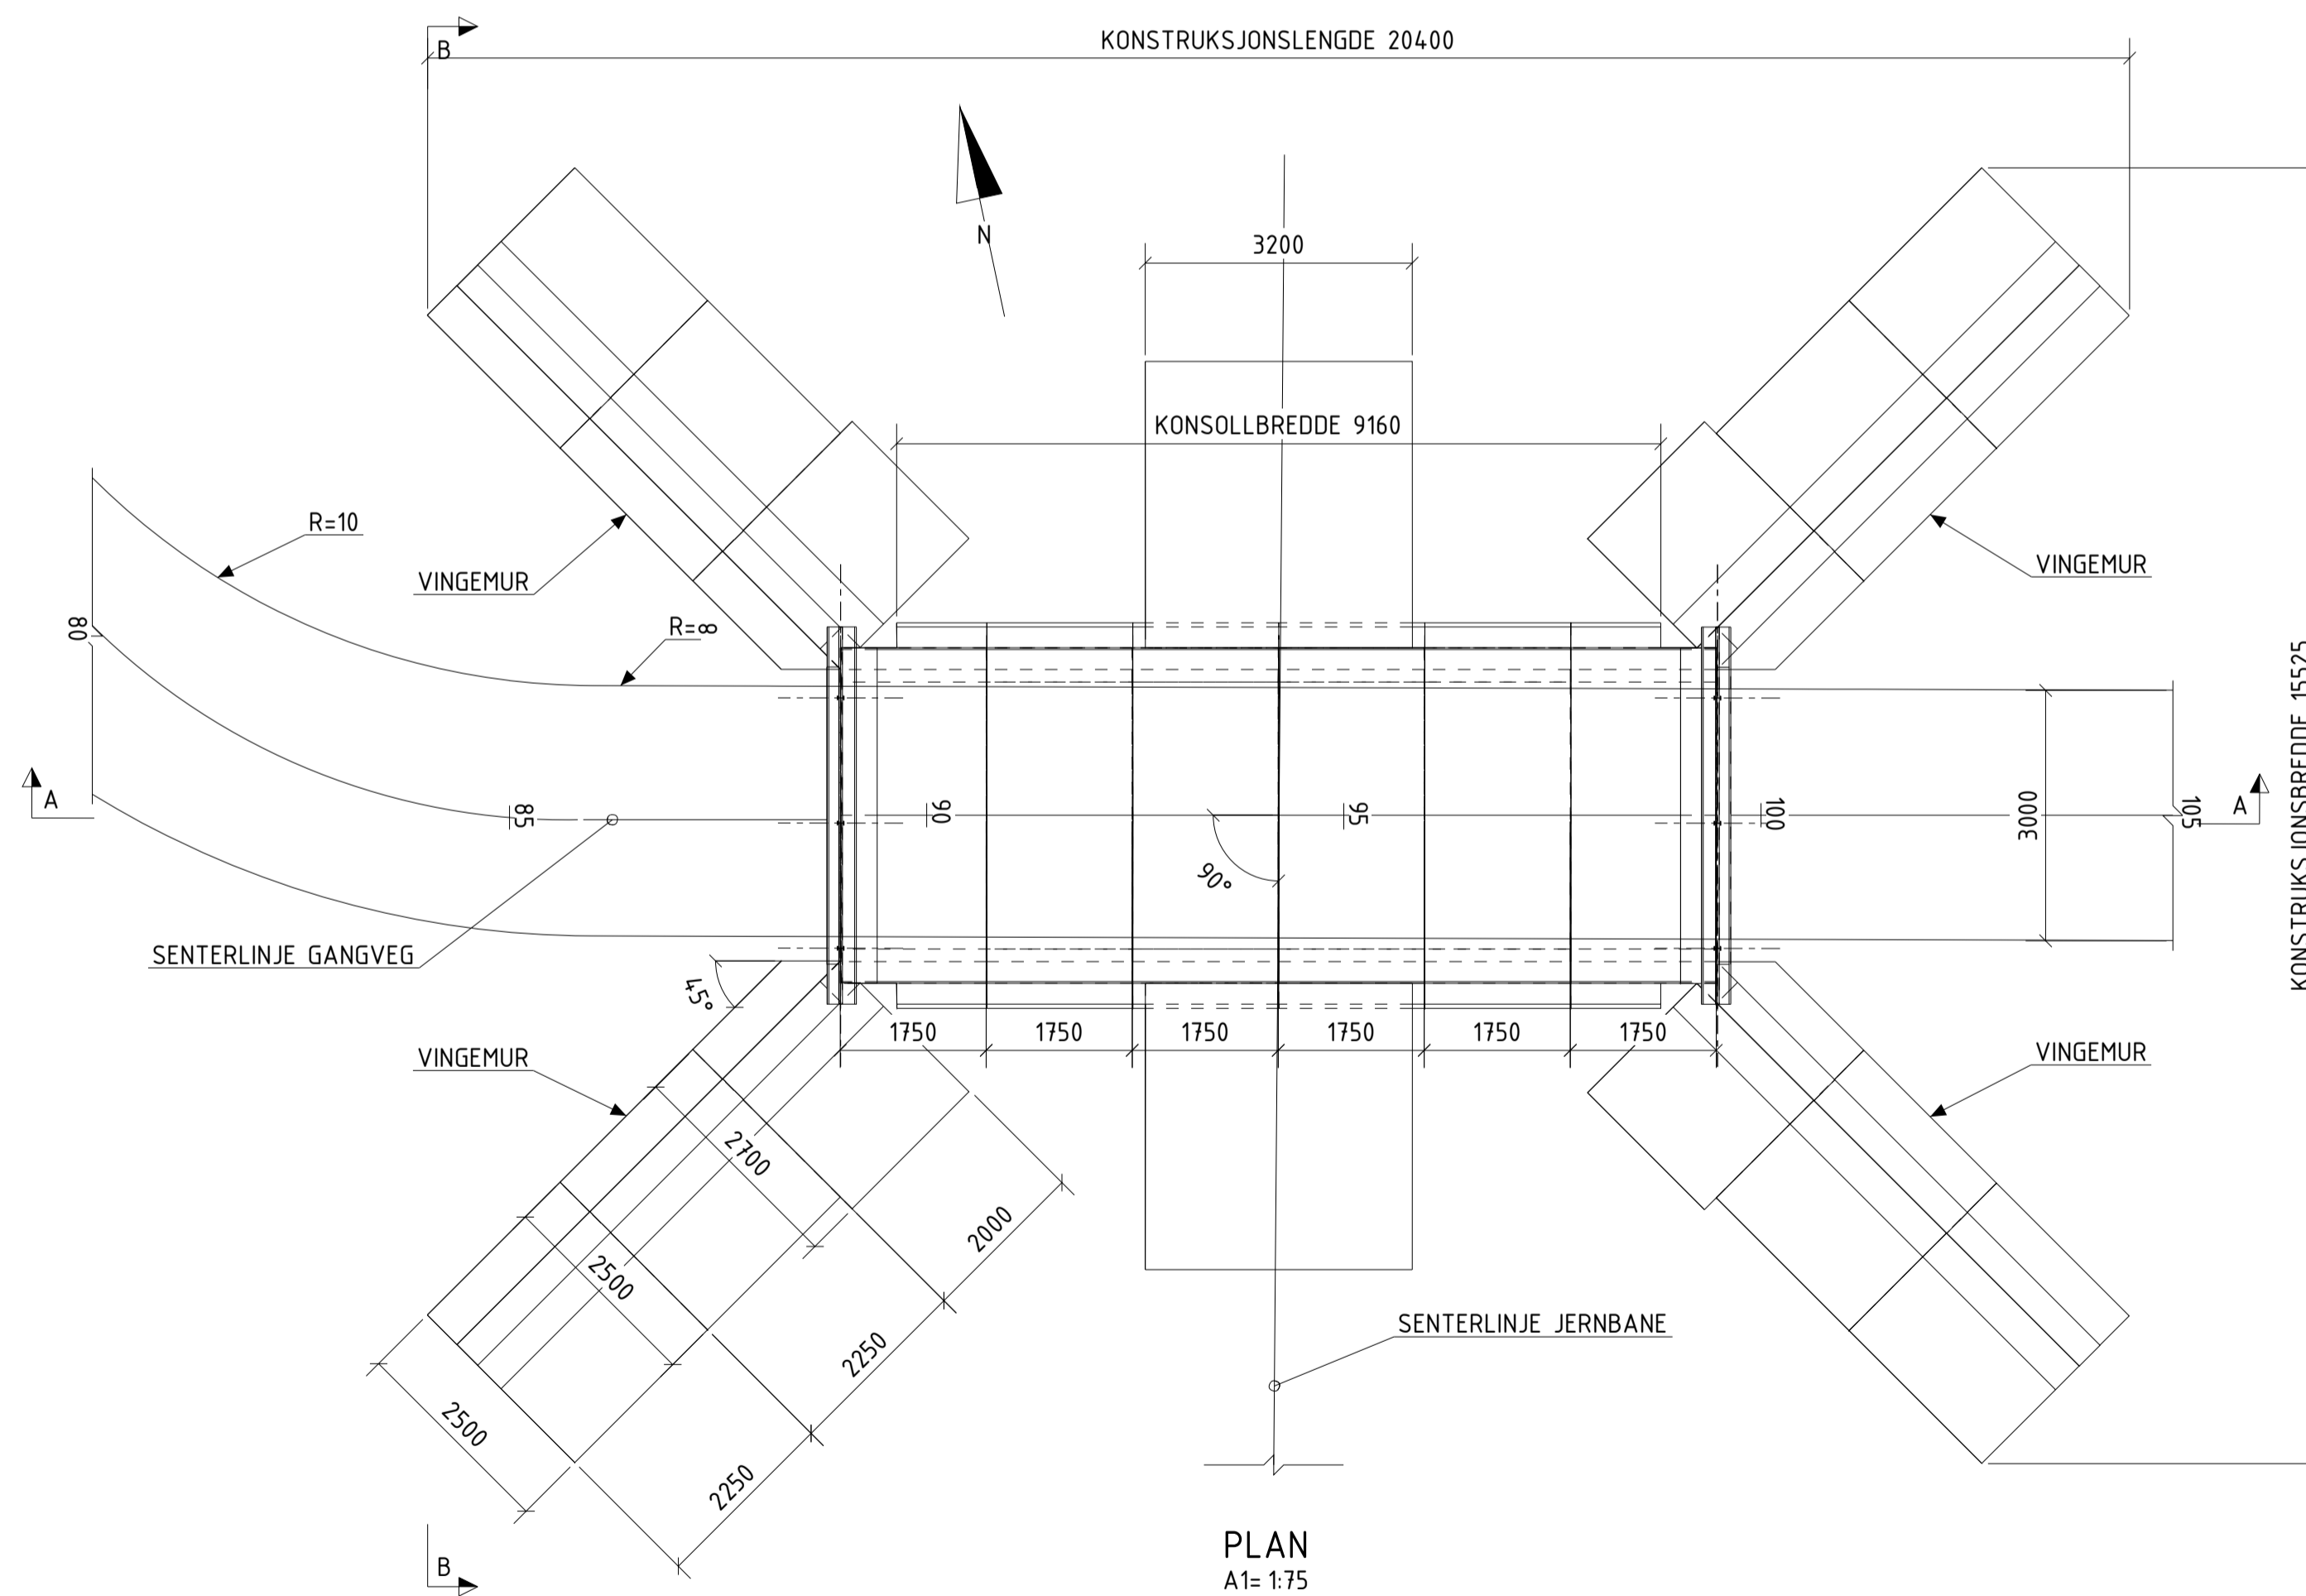 B
KONSTRUKSJONSLENGDE 20400
N
3200
KONSOLLBREDDE 9160
R=10
VINGEMUR
VINGEMUR
R=∞
80
KONSTRUKSJONSBREDDE 15525
A
85
90
95
100
3000
105
A
90°
SENTERLINJE GANGVEG
45°
1750
1750
1750
1750
1750
1750
VINGEMUR
VINGEMUR
2700
2000
2500
2250
SENTERLINJE JERNBANE
2500
2250
PLAN
B
A1= 1:75